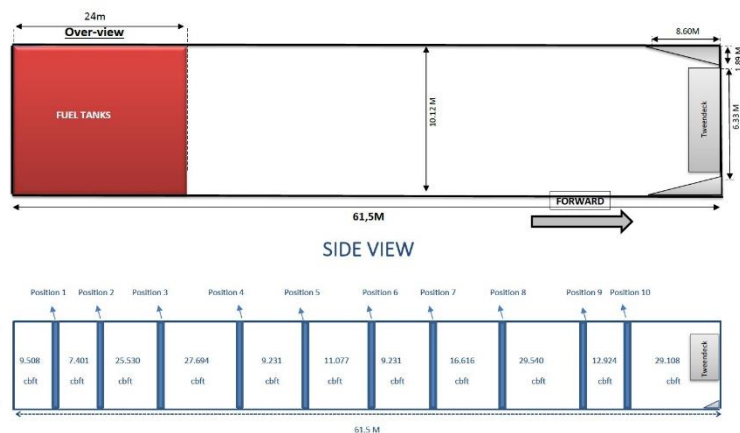 24m
8.60M
Over-view
1.89 M
FUEL TANKS
10.12 M
Tweendeck
6.33 M
FORWARD
61,5M
SIDE VIEW
Position 1 Position 2 Position 3 Position 4 Position 5 Position 6 Position 7 Position 8 Position 9 Position 10
9.508 7.401 25.530 27.694 9.231 11.077 9.231 16.616 29.540 12.924 29.108
cbft cbft cbft cbft cbft cbft cbft cbft cbft cbft cbft
Tweendeck
61.5 M